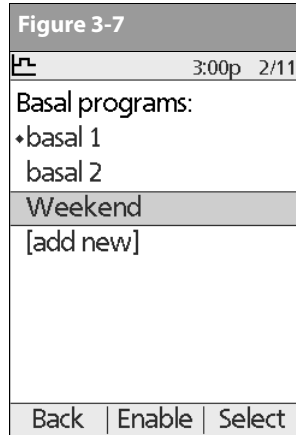 Figure 3-7
3:00p 2/11
Basal programs:
◆basal 1
basal 2
Weekend
[add new]
Back | Enable | Select